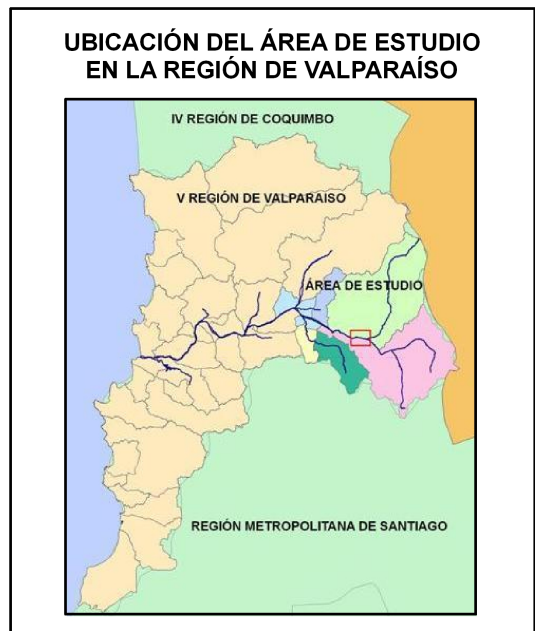 UBICACIÓN DEL ÁREA DE ESTUDIO
EN LA REGIÓN DE VALPARAÍSO
IV REGIÓN DE COQUIMBO
V REGIÓN DE VALPARAISO
ÁREA DE ESTUDIO
REGIÓN METROPOLITANA DE SANTIAGO